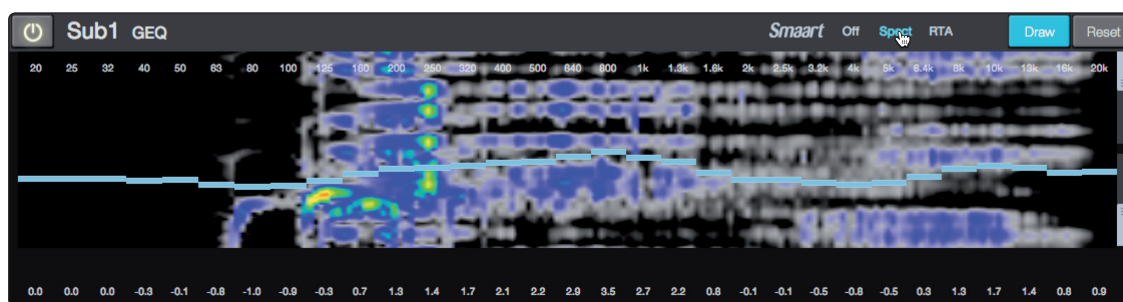 Sub1 GEQ Smaart Off Spect RTA Draw Reset
20 25 32 40 50 63 80 100 125 160 200 250 320 400 500 640 800 1k 1.3k 1.6k 2k 2.5k 3.2k 4k 5k 6.4k 8k 10k 13k 16k 20k
0.0 0.0 0.0 -0.3 -0.1 -0.8 -1.0 -0.9 -0.3 0.7 1.3 1.4 1.7 2.1 2.2 2.9 3.5 2.7 2.2 0.8 -0.1 -0.1 -0.5 -0.8 -0.5 0.3 1.3 1.7 1.4 0.8 0.9